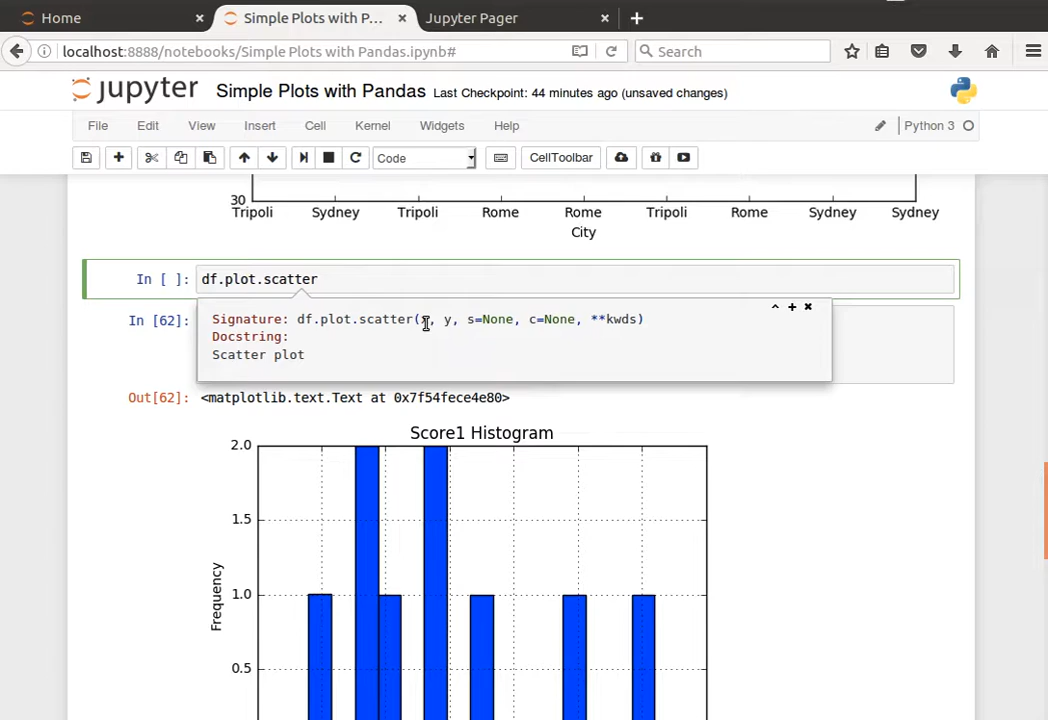 Home
Simple Plots with P...
Jupyter Pager
localhost:8888/notebooks/Simple Plots with Pandas.ipynb#
Search
jupyter Simple Plots with Pandas Last Checkpoint: 44 minutes ago (unsaved changes)
File Edit View Insert Cell Kernel Widgets Help
Python 3
Code
CellToolbar
30
Tripoli Sydney Tripoli Rome Rome Tripoli Rome Sydney Sydney
City
In [ ]: df.plot.scatter
In [62]:
Signature: df.plot.scatter(x, y, s=None, c=None, **kwds)
Docstring:
Scatter plot
Out[62]: <matplotlib.text.Text at 0x7f54fece4e80>
Score1 Histogram
2.0
1.5
1.0
0.5
Frequency